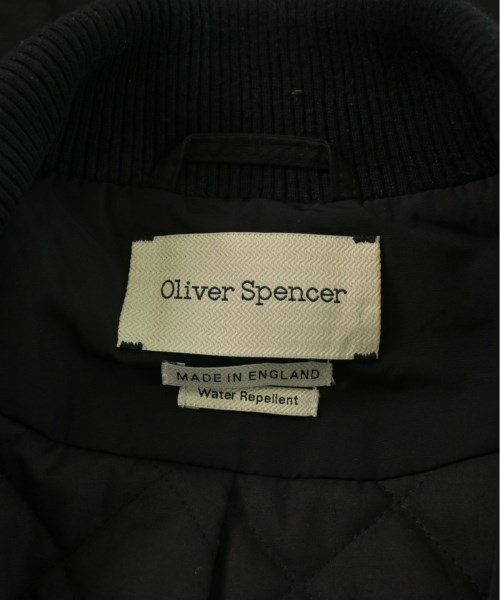 Oliver Spencer
MADE IN ENGLAND
Water Repellent